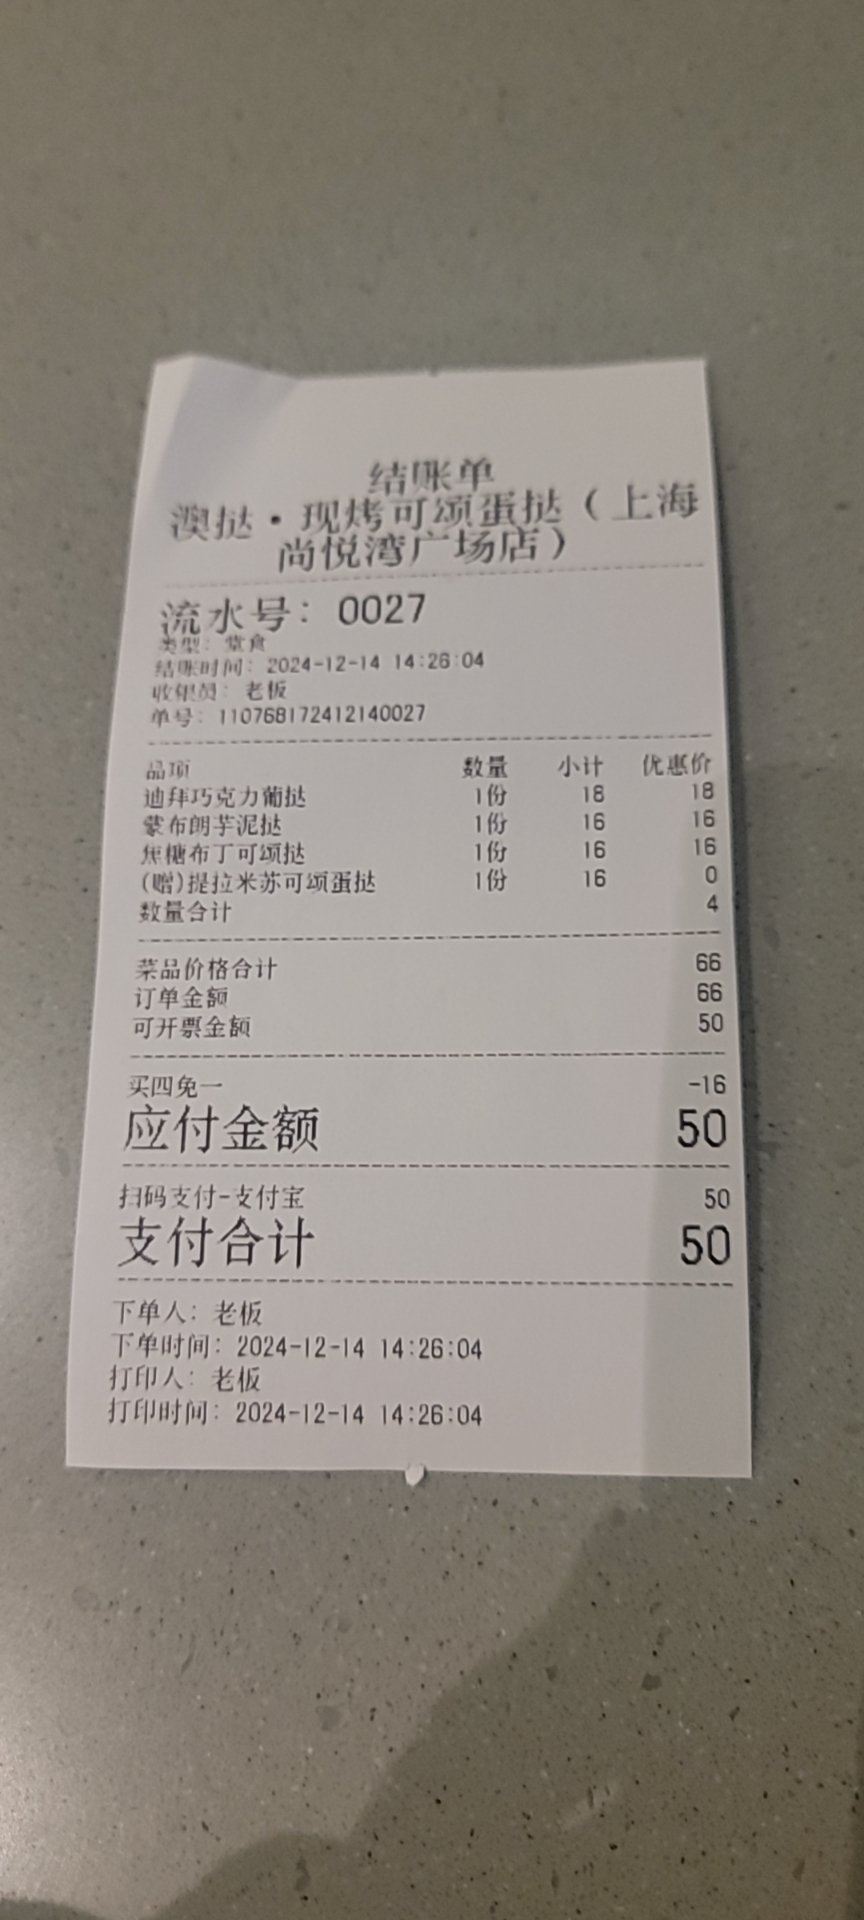 结账单
澳挞·现烤可颂蛋挞（上海
尚悦湾广场店）
流水号：0027
类型：堂食
结账时间：2024-12-14 14:26:04
收银员：老板
单号：110768172412140027
品项 数量 小计 优惠价
迪拜巧克力葡挞 1份 18 18
蒙布朗芋泥挞 1份 16 16
焦糖布丁可颂挞 1份 16 16
(赠)提拉米苏可颂蛋挞 1份 16 0
数量合计 4
菜品价格合计 66
订单金额 66
可开票金额 50
买四免一 -16
应付金额 50
扫码支付-支付宝 50
支付合计 50
下单人：老板
下单时间：2024-12-14 14:26:04
打印人：老板
打印时间：2024-12-14 14:26:04